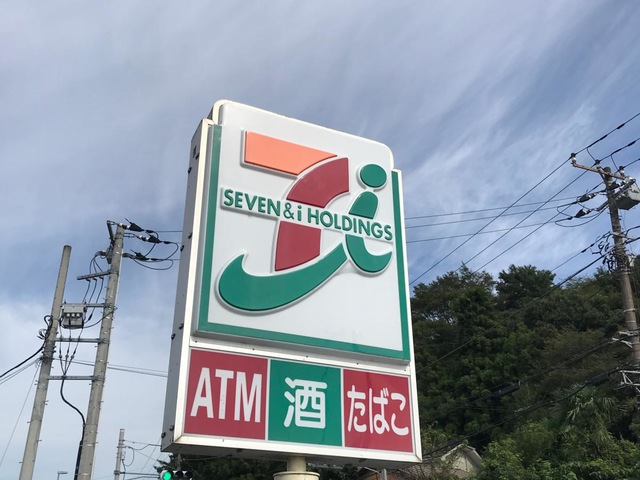 SEVEN&i HOLDINGS
ATM 酒 たばこ